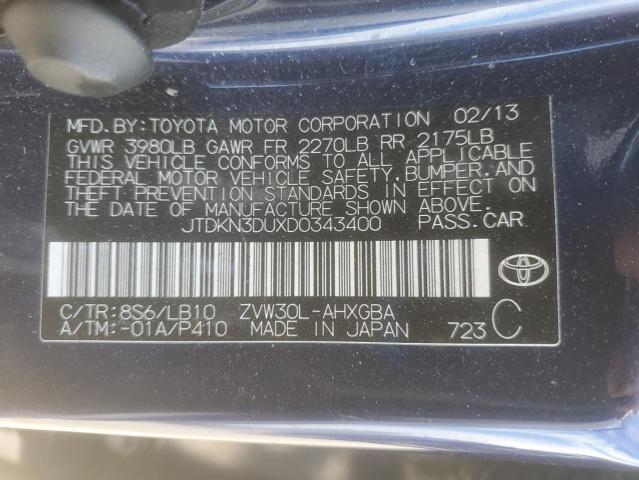 MFD. BY: TOYOTA MOTOR CORPORATION 02/13
GVWR 3980LB GAWR FR 2270LB RR 2175LB
THIS VEHICLE CONFORMS TO ALL APPLICABLE
FEDERAL MOTOR VEHICLE SAFETY, BUMPER, AND
THEFT PREVENTION STANDARDS IN EFFECT ON
THE DATE OF MANUFACTURE SHOWN ABOVE.
JTDKN3DUXD0343400 PASS. CAR
C/TR: 8S6/LB10 ZVW30L-AHXGBA
A/TM: -01A/P410 MADE IN JAPAN 723 C
TOYOTA